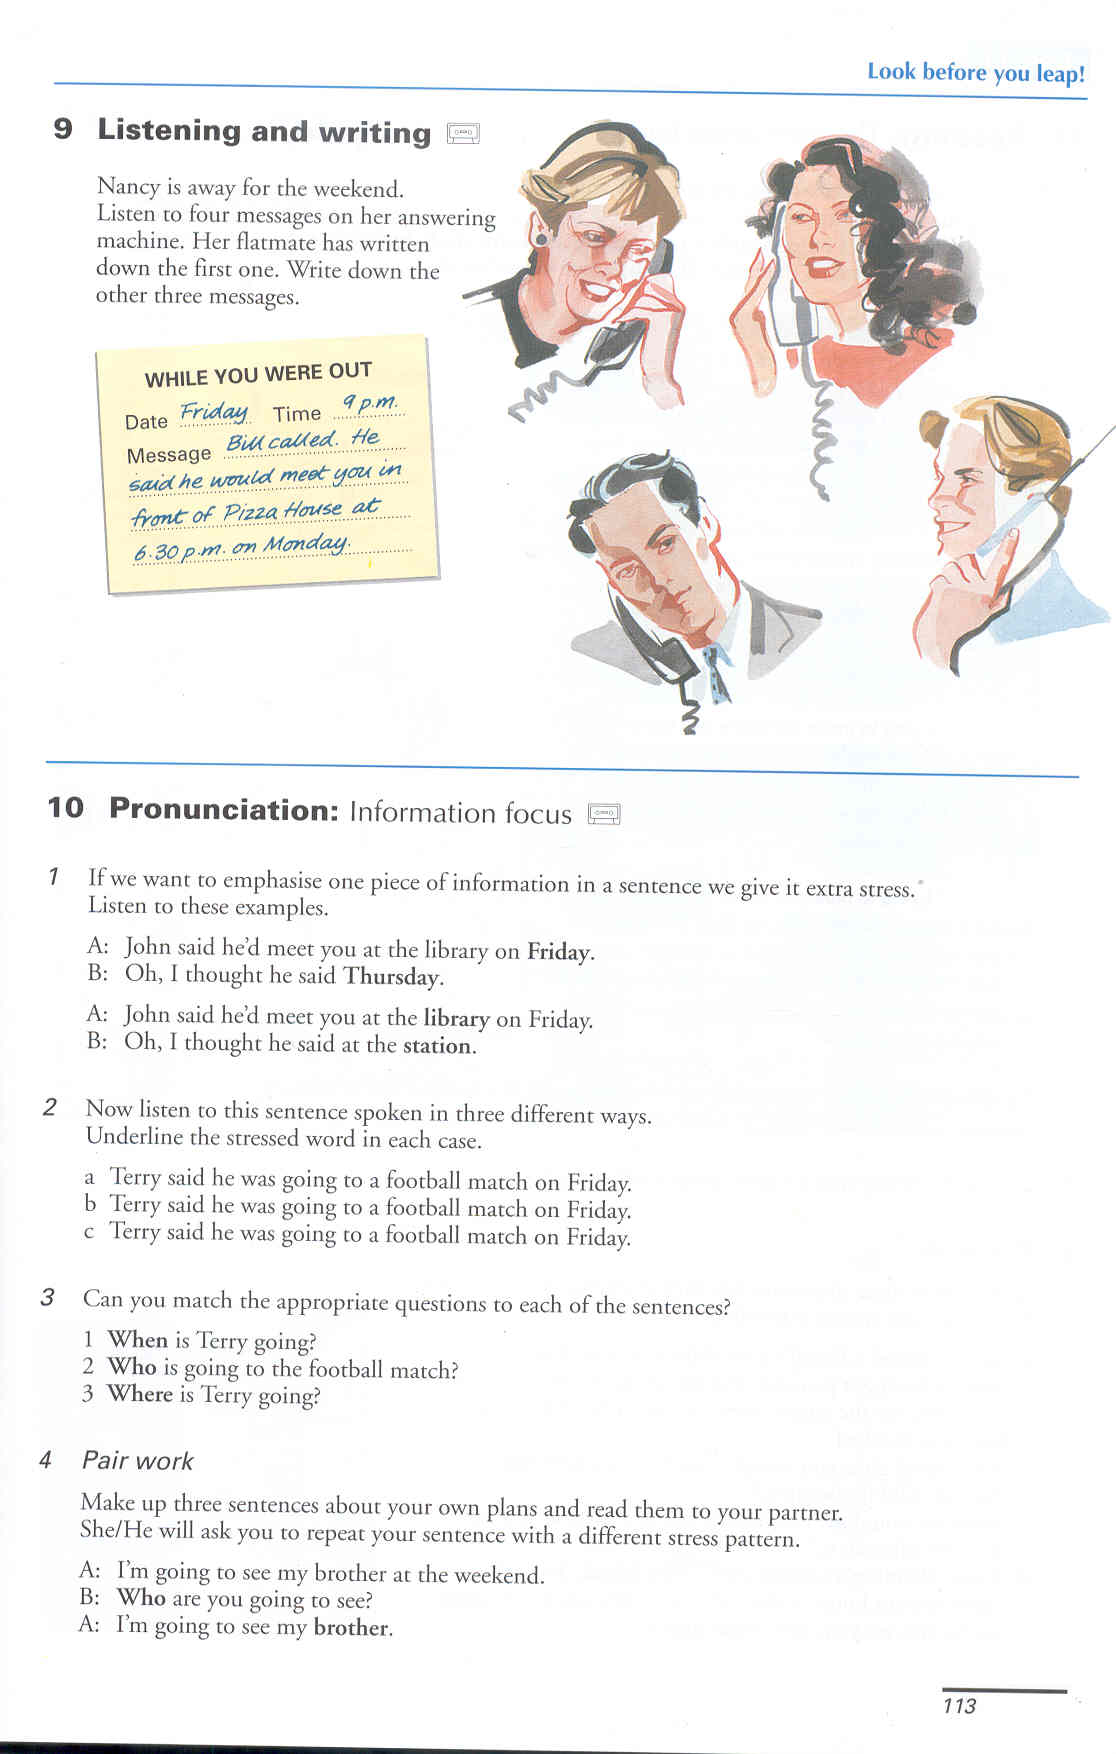 Look before you leap!
9 Listening and writing
Nancy is away for the weekend.
Listen to four messages on her answering
machine. Her flatmate has written
down the first one. Write down the
other three messages.
WHILE YOU WERE OUT
Date Friday Time 9 p.m.
Message Bill called. He
said he would meet you in
front of Pizza House at
6.30 p.m. on Monday.
10 Pronunciation: Information focus
1 If we want to emphasise one piece of information in a sentence we give it extra stress.
Listen to these examples.
A: John said he'd meet you at the library on Friday.
B: Oh, I thought he said Thursday.
A: John said he'd meet you at the library on Friday.
B: Oh, I thought he said at the station.
2 Now listen to this sentence spoken in three different ways.
Underline the stressed word in each case.
a Terry said he was going to a football match on Friday.
b Terry said he was going to a football match on Friday.
c Terry said he was going to a football match on Friday.
3 Can you match the appropriate questions to each of the sentences?
1 When is Terry going?
2 Who is going to the football match?
3 Where is Terry going?
4 Pair work
Make up three sentences about your own plans and read them to your partner.
She/He will ask you to repeat your sentence with a different stress pattern.
A: I'm going to see my brother at the weekend.
B: Who are you going to see?
A: I'm going to see my brother.
113